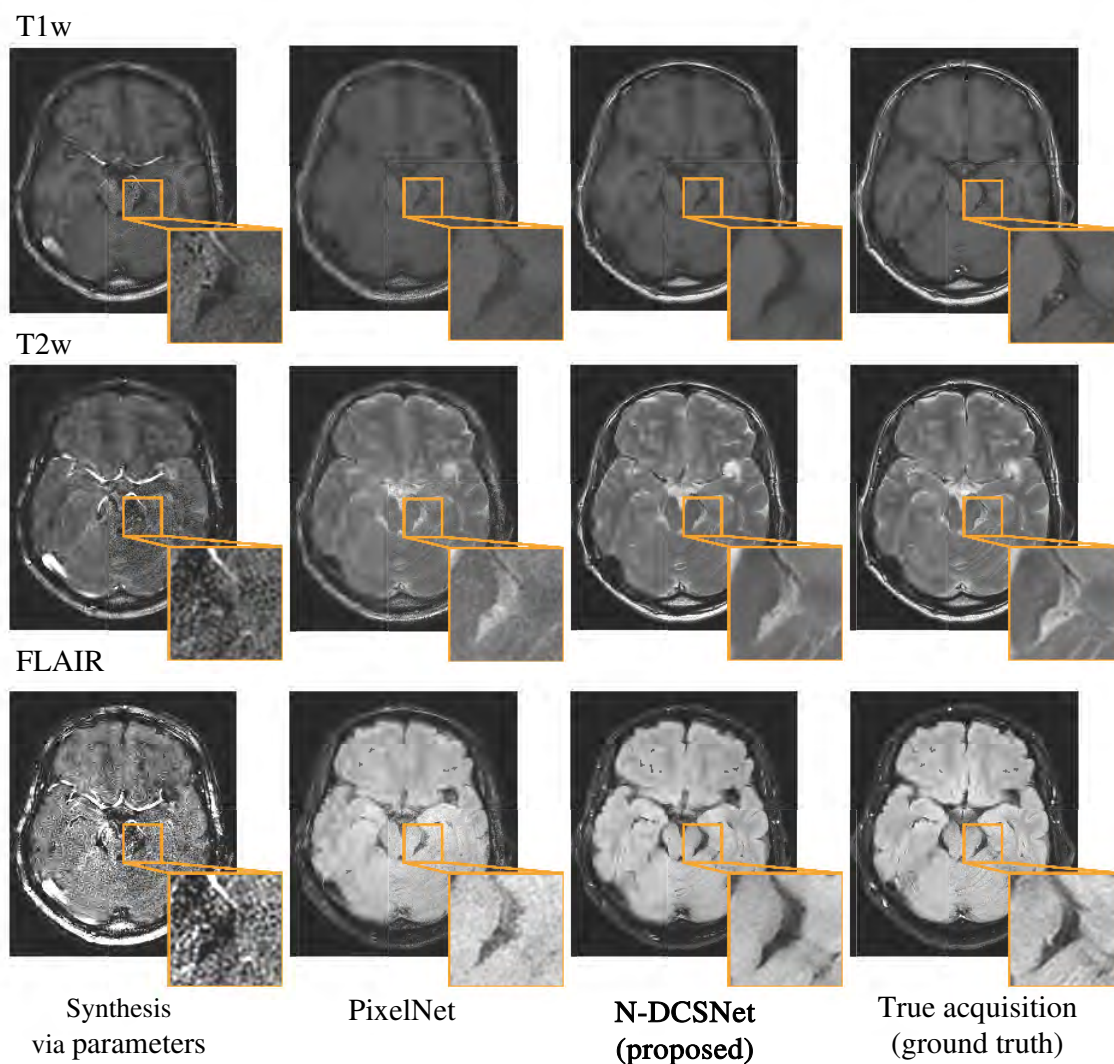 T1w
T2w
FLAIR
Synthesis
via parameters
PixelNet
N-DCSNet
(proposed)
True acquisition
(ground truth)